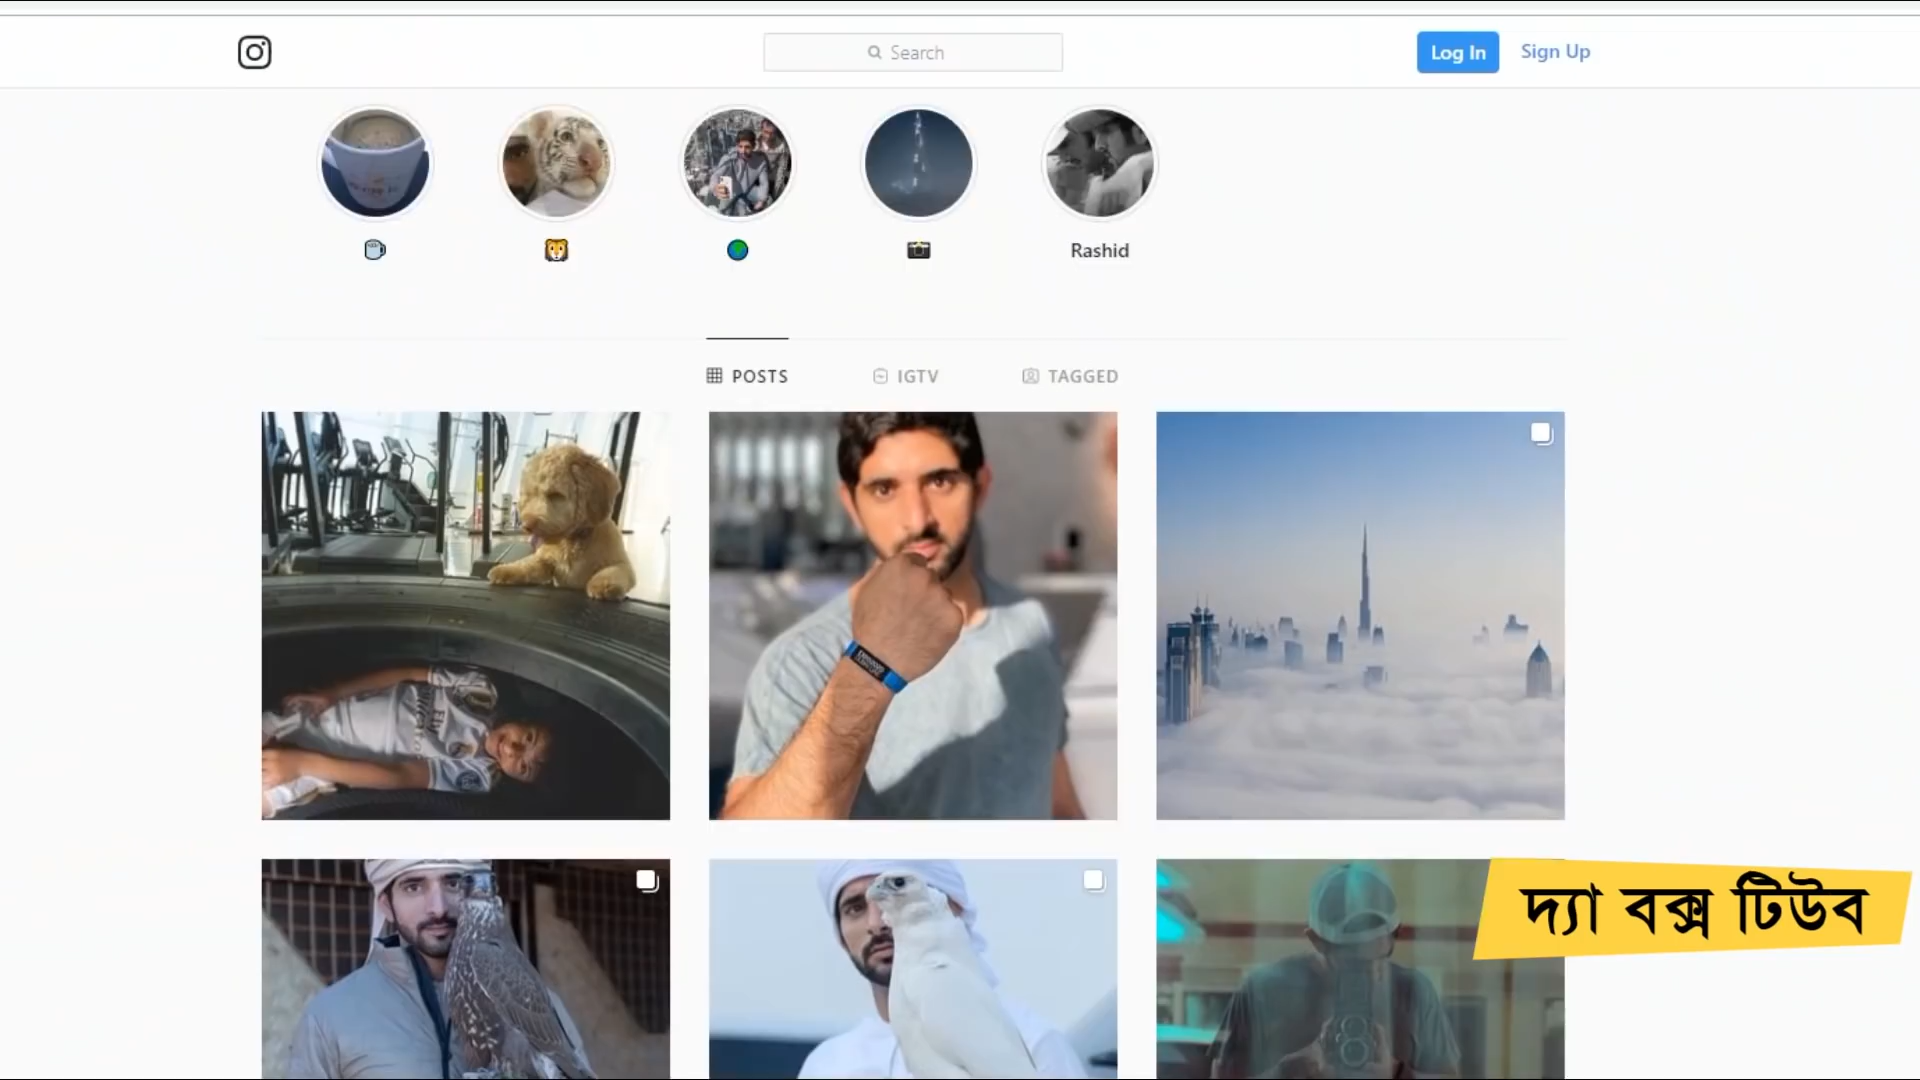 Search
Log In
Sign Up
Rashid
POSTS
IGTV
TAGGED
দ্যা বক্স টিউব